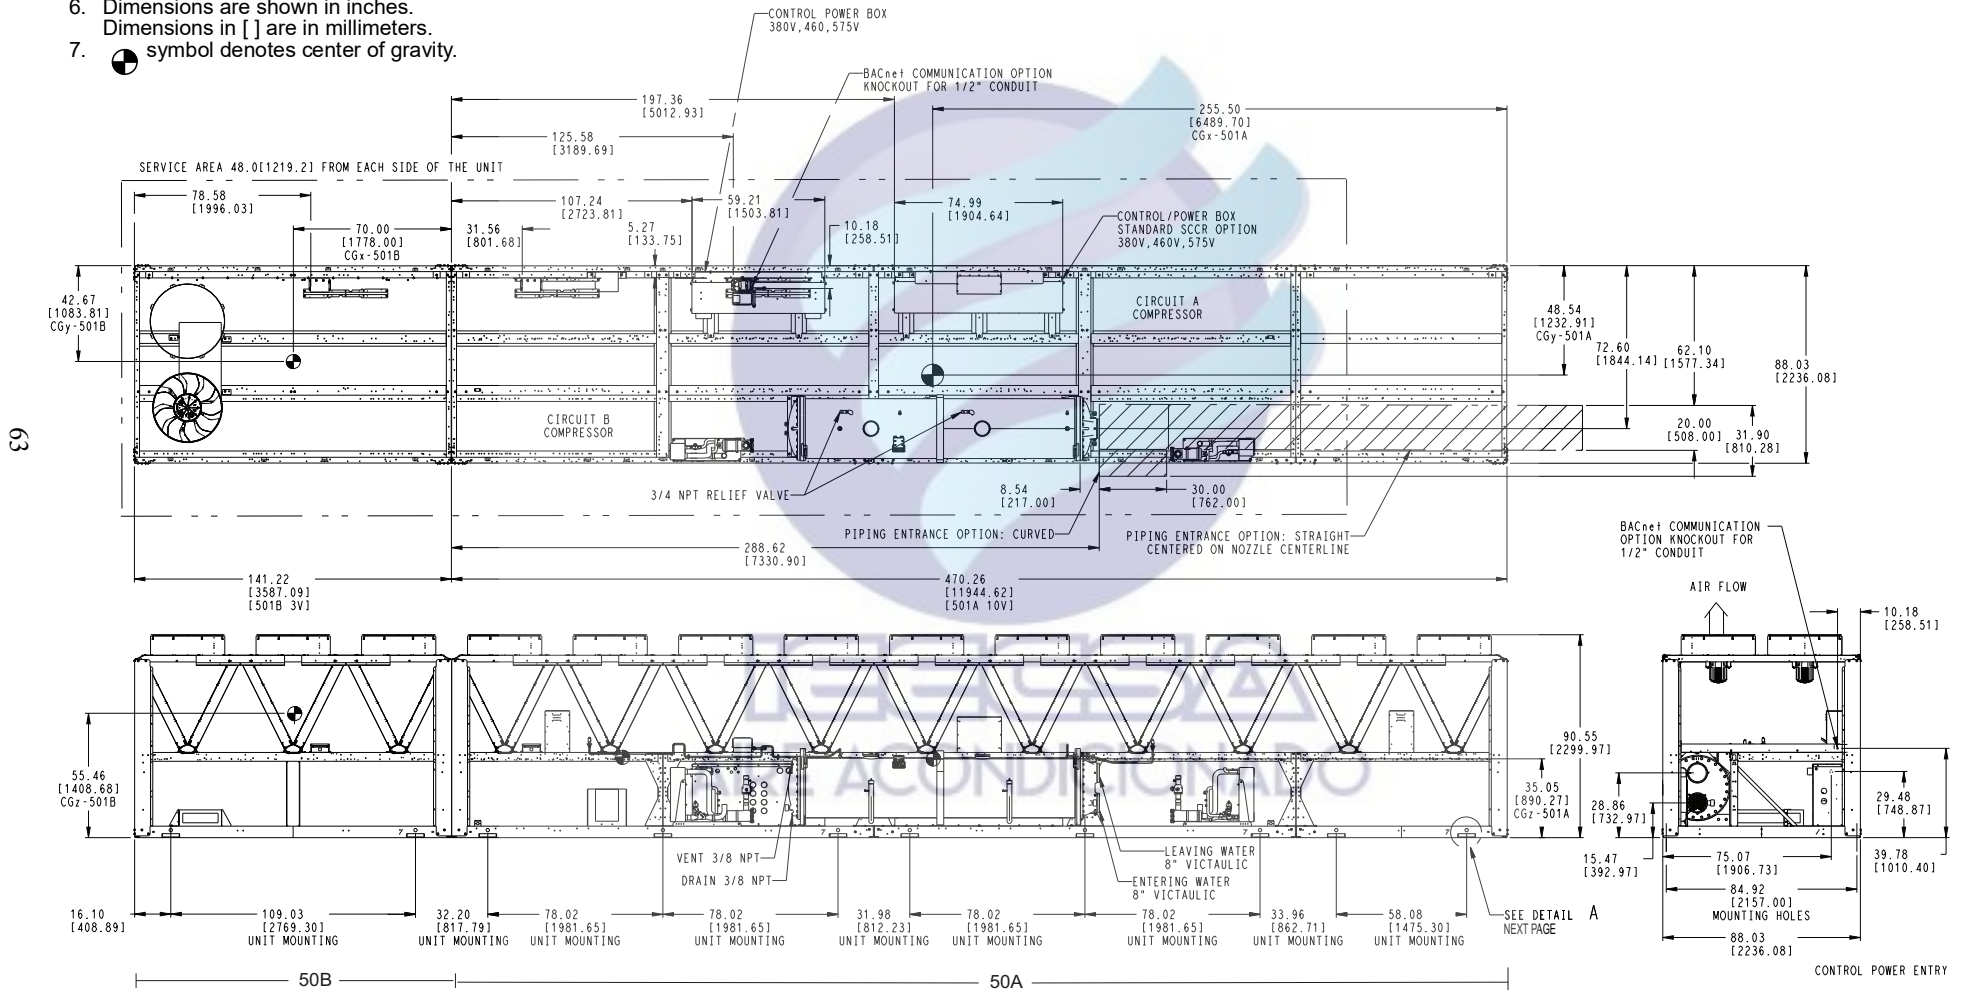 6. Dimensions are shown in inches.
Dimensions in [ ] are in millimeters.
7. symbol denotes center of gravity.
63
CONTROL POWER BOX
380V,460,575V
BACnet COMMUNICATION OPTION
KNOCKOUT FOR 1/2" CONDUIT
197.36
[5012.93]
255.50
[6489.70]
CGx-501A
125.58
[3189.69]
SERVICE AREA 48.0[1219.2] FROM EACH SIDE OF THE UNIT
78.58
[1996.03]
107.24
[2723.81]
59.21
[1503.81]
74.99
[1904.64]
70.00
[1778.00]
CGx-501B
31.56
[801.68]
5.27
[133.75]
10.18
[258.51]
CONTROL/POWER BOX
STANDARD SCCR OPTION
380V,460V,575V
42.67
[1083.81]
CGy-501B
CIRCUIT A
COMPRESSOR
48.54
[1232.91]
CGy-501A
72.60
[1844.14]
62.10
[1577.34]
88.03
[2236.08]
CIRCUIT B
COMPRESSOR
20.00
[508.00]
31.90
[810.28]
3/4 NPT RELIEF VALVE
8.54
[217.00]
30.00
[762.00]
PIPING ENTRANCE OPTION: CURVED
PIPING ENTRANCE OPTION: STRAIGHT
CENTERED ON NOZZLE CENTERLINE
288.62
[7330.90]
141.22
[3587.09]
[501B 3V]
470.26
[11944.62]
[501A 10V]
BACnet COMMUNICATION
OPTION KNOCKOUT FOR
1/2" CONDUIT
AIR FLOW
10.18
[258.51]
55.46
[1408.68]
CGz-501B
90.55
[2299.97]
35.05
[890.27]
CGz-501A
28.86
[732.97]
29.48
[748.87]
15.47
[392.97]
75.07
[1906.73]
39.78
[1010.40]
84.92
[2157.00]
MOUNTING HOLES
88.03
[2236.08]
CONTROL POWER ENTRY
VENT 3/8 NPT
DRAIN 3/8 NPT
LEAVING WATER
8" VICTAULIC
ENTERING WATER
8" VICTAULIC
16.10
[408.89]
109.03
[2769.30]
UNIT MOUNTING
32.20
[817.79]
UNIT MOUNTING
78.02
[1981.65]
UNIT MOUNTING
78.02
[1981.65]
UNIT MOUNTING
31.98
[812.23]
UNIT MOUNTING
78.02
[1981.65]
UNIT MOUNTING
78.02
[1981.65]
UNIT MOUNTING
33.96
[862.71]
UNIT MOUNTING
58.08
[1475.30]
UNIT MOUNTING
SEE DETAIL A
NEXT PAGE
50B
50A
AIRE ACONDICIONADO